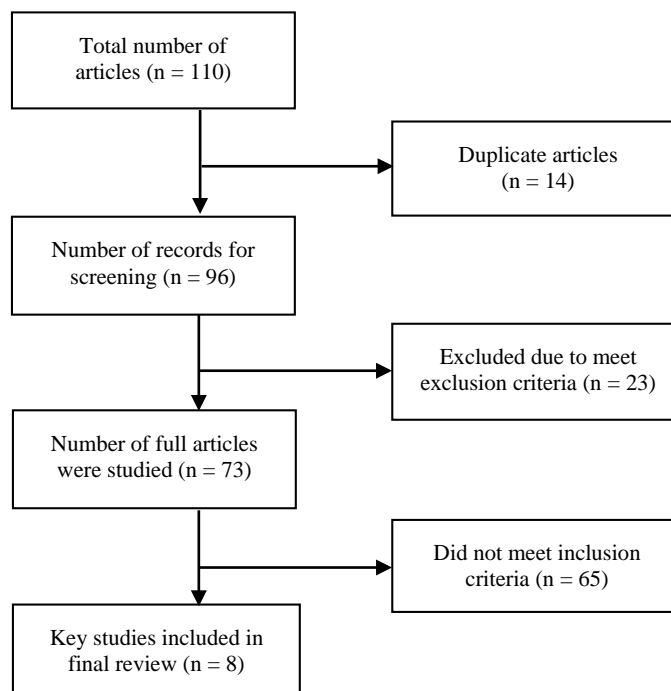 Total number of
articles (n = 110)
Duplicate articles
(n = 14)
Number of records for
screening (n = 96)
Excluded due to meet
exclusion criteria (n = 23)
Number of full articles
were studied (n = 73)
Did not meet inclusion
criteria (n = 65)
Key studies included in
final review (n = 8)